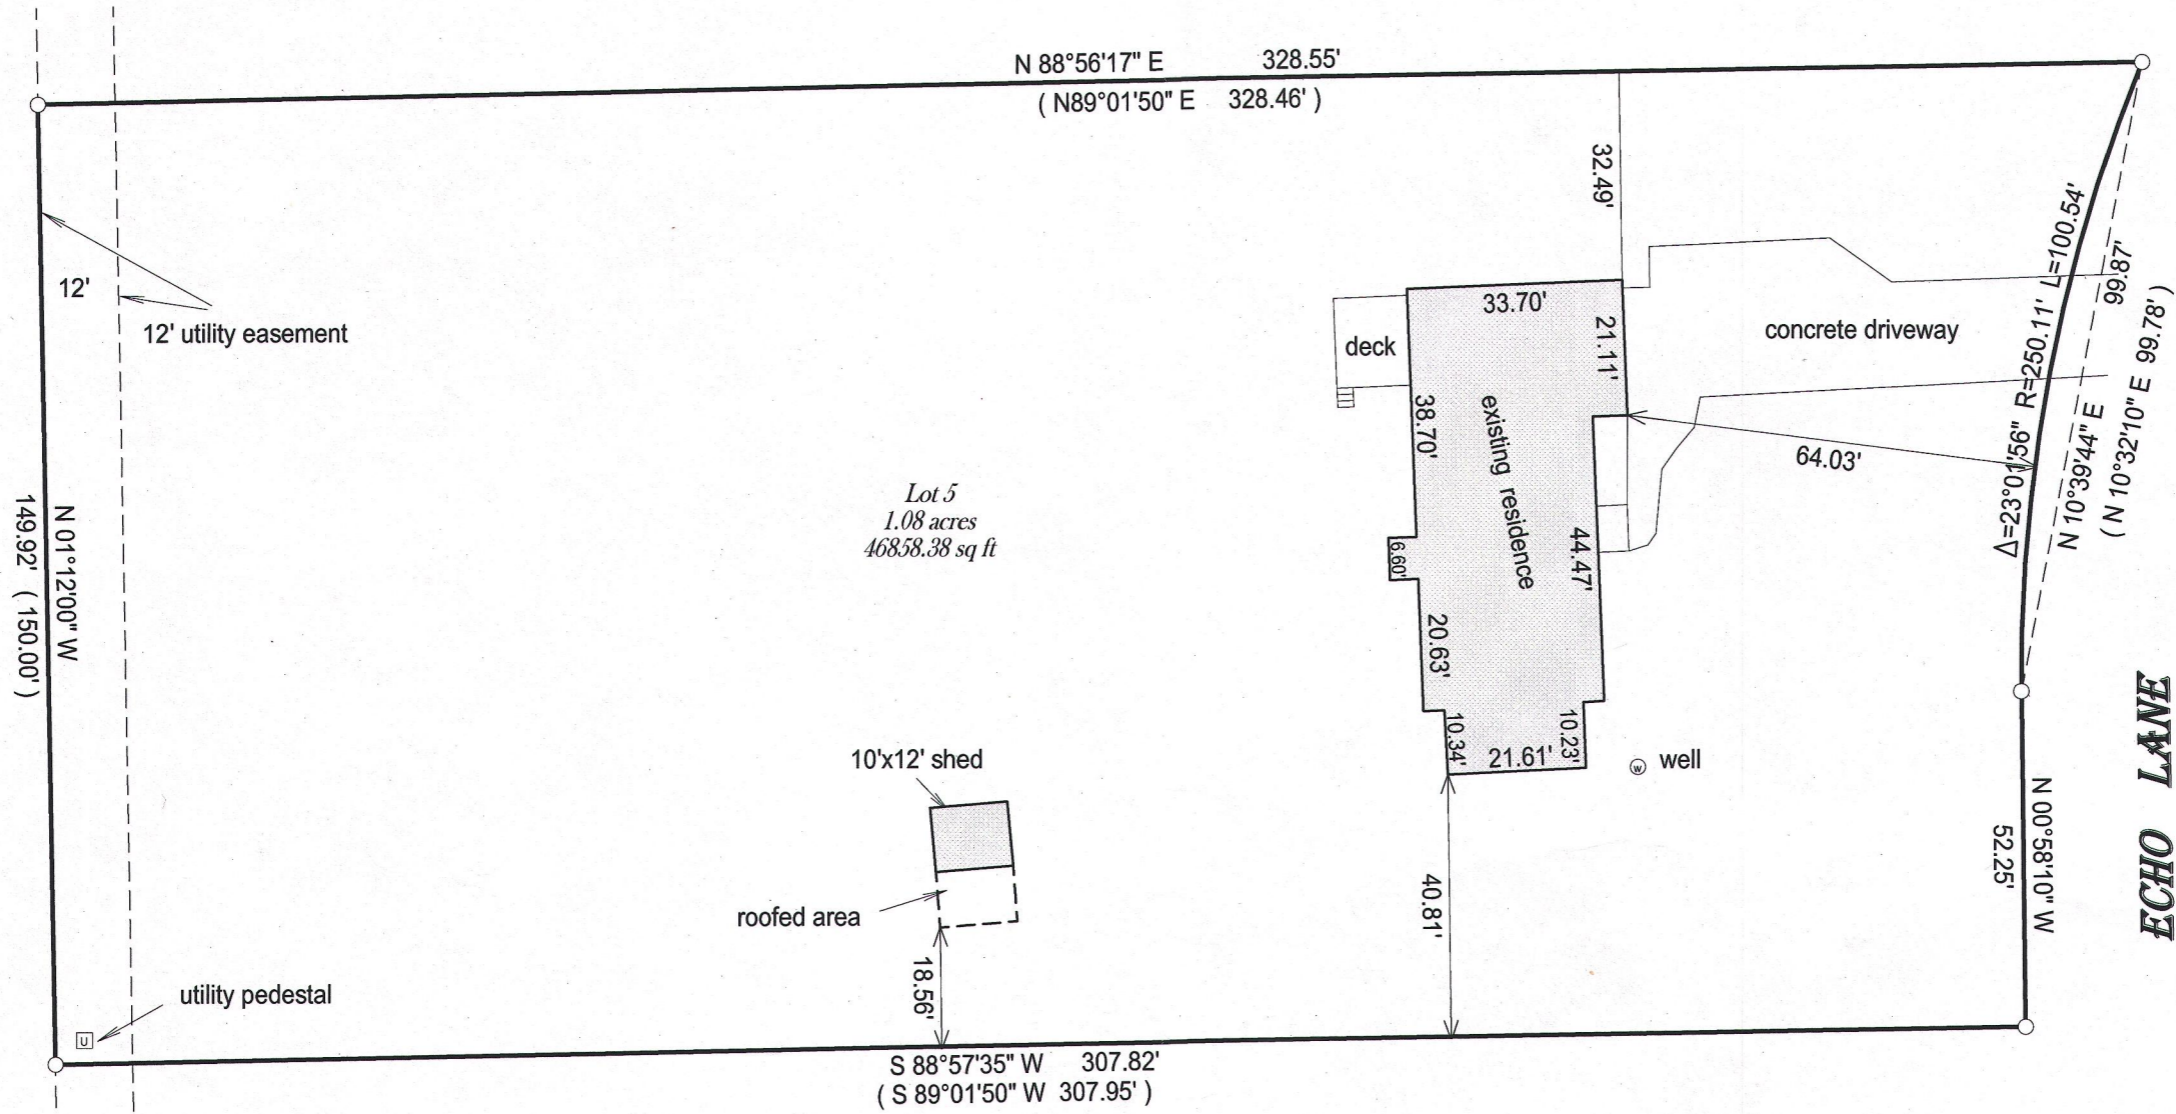 N 88°56'17" E 328.55'
( N89°01'50" E 328.46' )
32.49'
12'
12' utility easement
33.70'
21.11'
deck
concrete driveway
38.70'
existing residence
64.03'
Δ=23°01'56" R=250.11' L=100.54'
99.87'
N 10°39'44" E
( N 10°32'10" E 99.78' )
Lot 5
1.08 acres
46858.38 sq ft
N 01°12'00" W
149.92' ( 150.00' )
6.60'
44.47'
20.63'
10.34'
21.61'
10.23'
W
well
10'x12' shed
roofed area
18.56'
40.81'
N 00°58'10" W
52.25'
ECHO LANE
utility pedestal
U
S 88°57'35" W 307.82'
( S 89°01'50" W 307.95' )